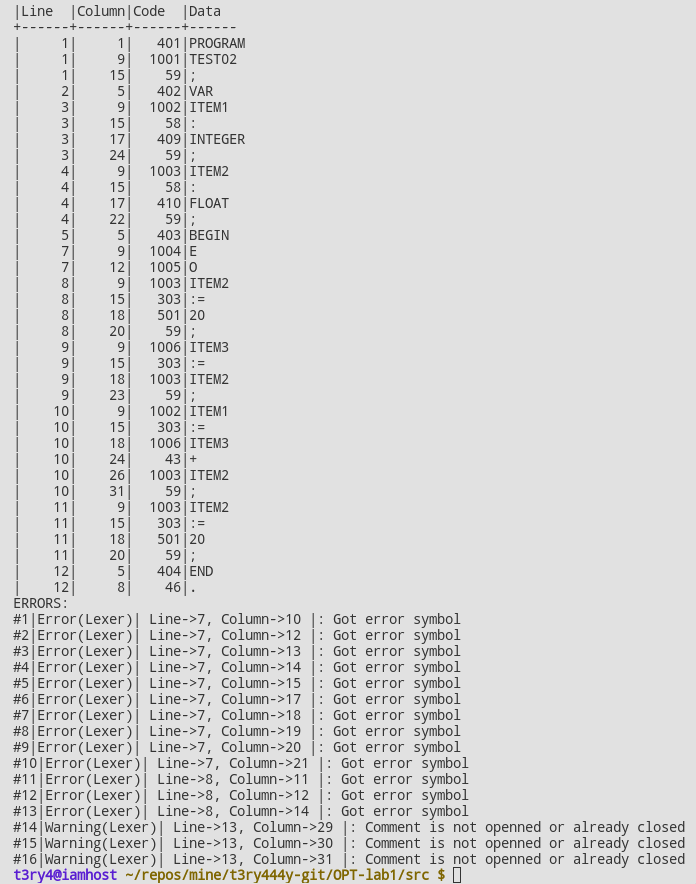 |Line  |Column|Code  |Data
+------+------+------+------
|     1|     1|   401|PROGRAM
|     1|     9|  1001|TEST02
|     1|    15|    59|;
|     2|     5|   402|VAR
|     3|     9|  1002|ITEM1
|     3|    15|    58|:
|     3|    17|   409|INTEGER
|     3|    24|    59|;
|     4|     9|  1003|ITEM2
|     4|    15|    58|:
|     4|    17|   410|FLOAT
|     4|    22|    59|;
|     5|     5|   403|BEGIN
|     7|     9|  1004|E
|     7|    12|  1005|O
|     8|     9|  1003|ITEM2
|     8|    15|   303|:=
|     8|    18|   501|20
|     8|    20|    59|;
|     9|     9|  1006|ITEM3
|     9|    15|   303|:=
|     9|    18|  1003|ITEM2
|     9|    23|    59|;
|    10|     9|  1002|ITEM1
|    10|    15|   303|:=
|    10|    18|  1006|ITEM3
|    10|    24|    43|+
|    10|    26|  1003|ITEM2
|    10|    31|    59|;
|    11|     9|  1003|ITEM2
|    11|    15|   303|:=
|    11|    18|   501|20
|    11|    20|    59|;
|    12|     5|   404|END
|    12|     8|    46|.
ERRORS:
#1|Error(Lexer)| Line->7, Column->10 |: Got error symbol
#2|Error(Lexer)| Line->7, Column->12 |: Got error symbol
#3|Error(Lexer)| Line->7, Column->13 |: Got error symbol
#4|Error(Lexer)| Line->7, Column->14 |: Got error symbol
#5|Error(Lexer)| Line->7, Column->15 |: Got error symbol
#6|Error(Lexer)| Line->7, Column->17 |: Got error symbol
#7|Error(Lexer)| Line->7, Column->18 |: Got error symbol
#8|Error(Lexer)| Line->7, Column->19 |: Got error symbol
#9|Error(Lexer)| Line->7, Column->20 |: Got error symbol
#10|Error(Lexer)| Line->7, Column->21 |: Got error symbol
#11|Error(Lexer)| Line->8, Column->11 |: Got error symbol
#12|Error(Lexer)| Line->8, Column->12 |: Got error symbol
#13|Error(Lexer)| Line->8, Column->14 |: Got error symbol
#14|Warning(Lexer)| Line->13, Column->29 |: Comment is not openned or already closed
#15|Warning(Lexer)| Line->13, Column->30 |: Comment is not openned or already closed
#16|Warning(Lexer)| Line->13, Column->31 |: Comment is not openned or already closed
t3ry4@iamhost ~/repos/mine/t3ry444y-git/OPT-lab1/src $